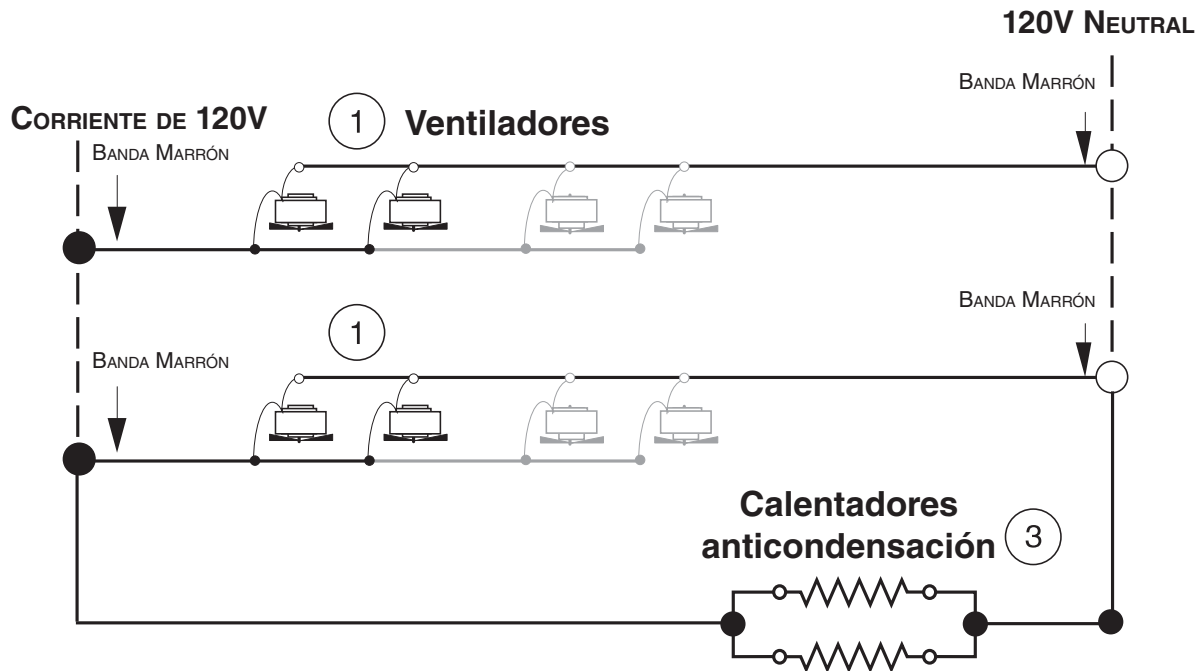 120V NEUTRAL
BANDA MARRÓN
CORRIENTE DE 120V
1 Ventiladores
BANDA MARRÓN
BANDA MARRÓN
1
BANDA MARRÓN
Calentadores
anticondensación 3